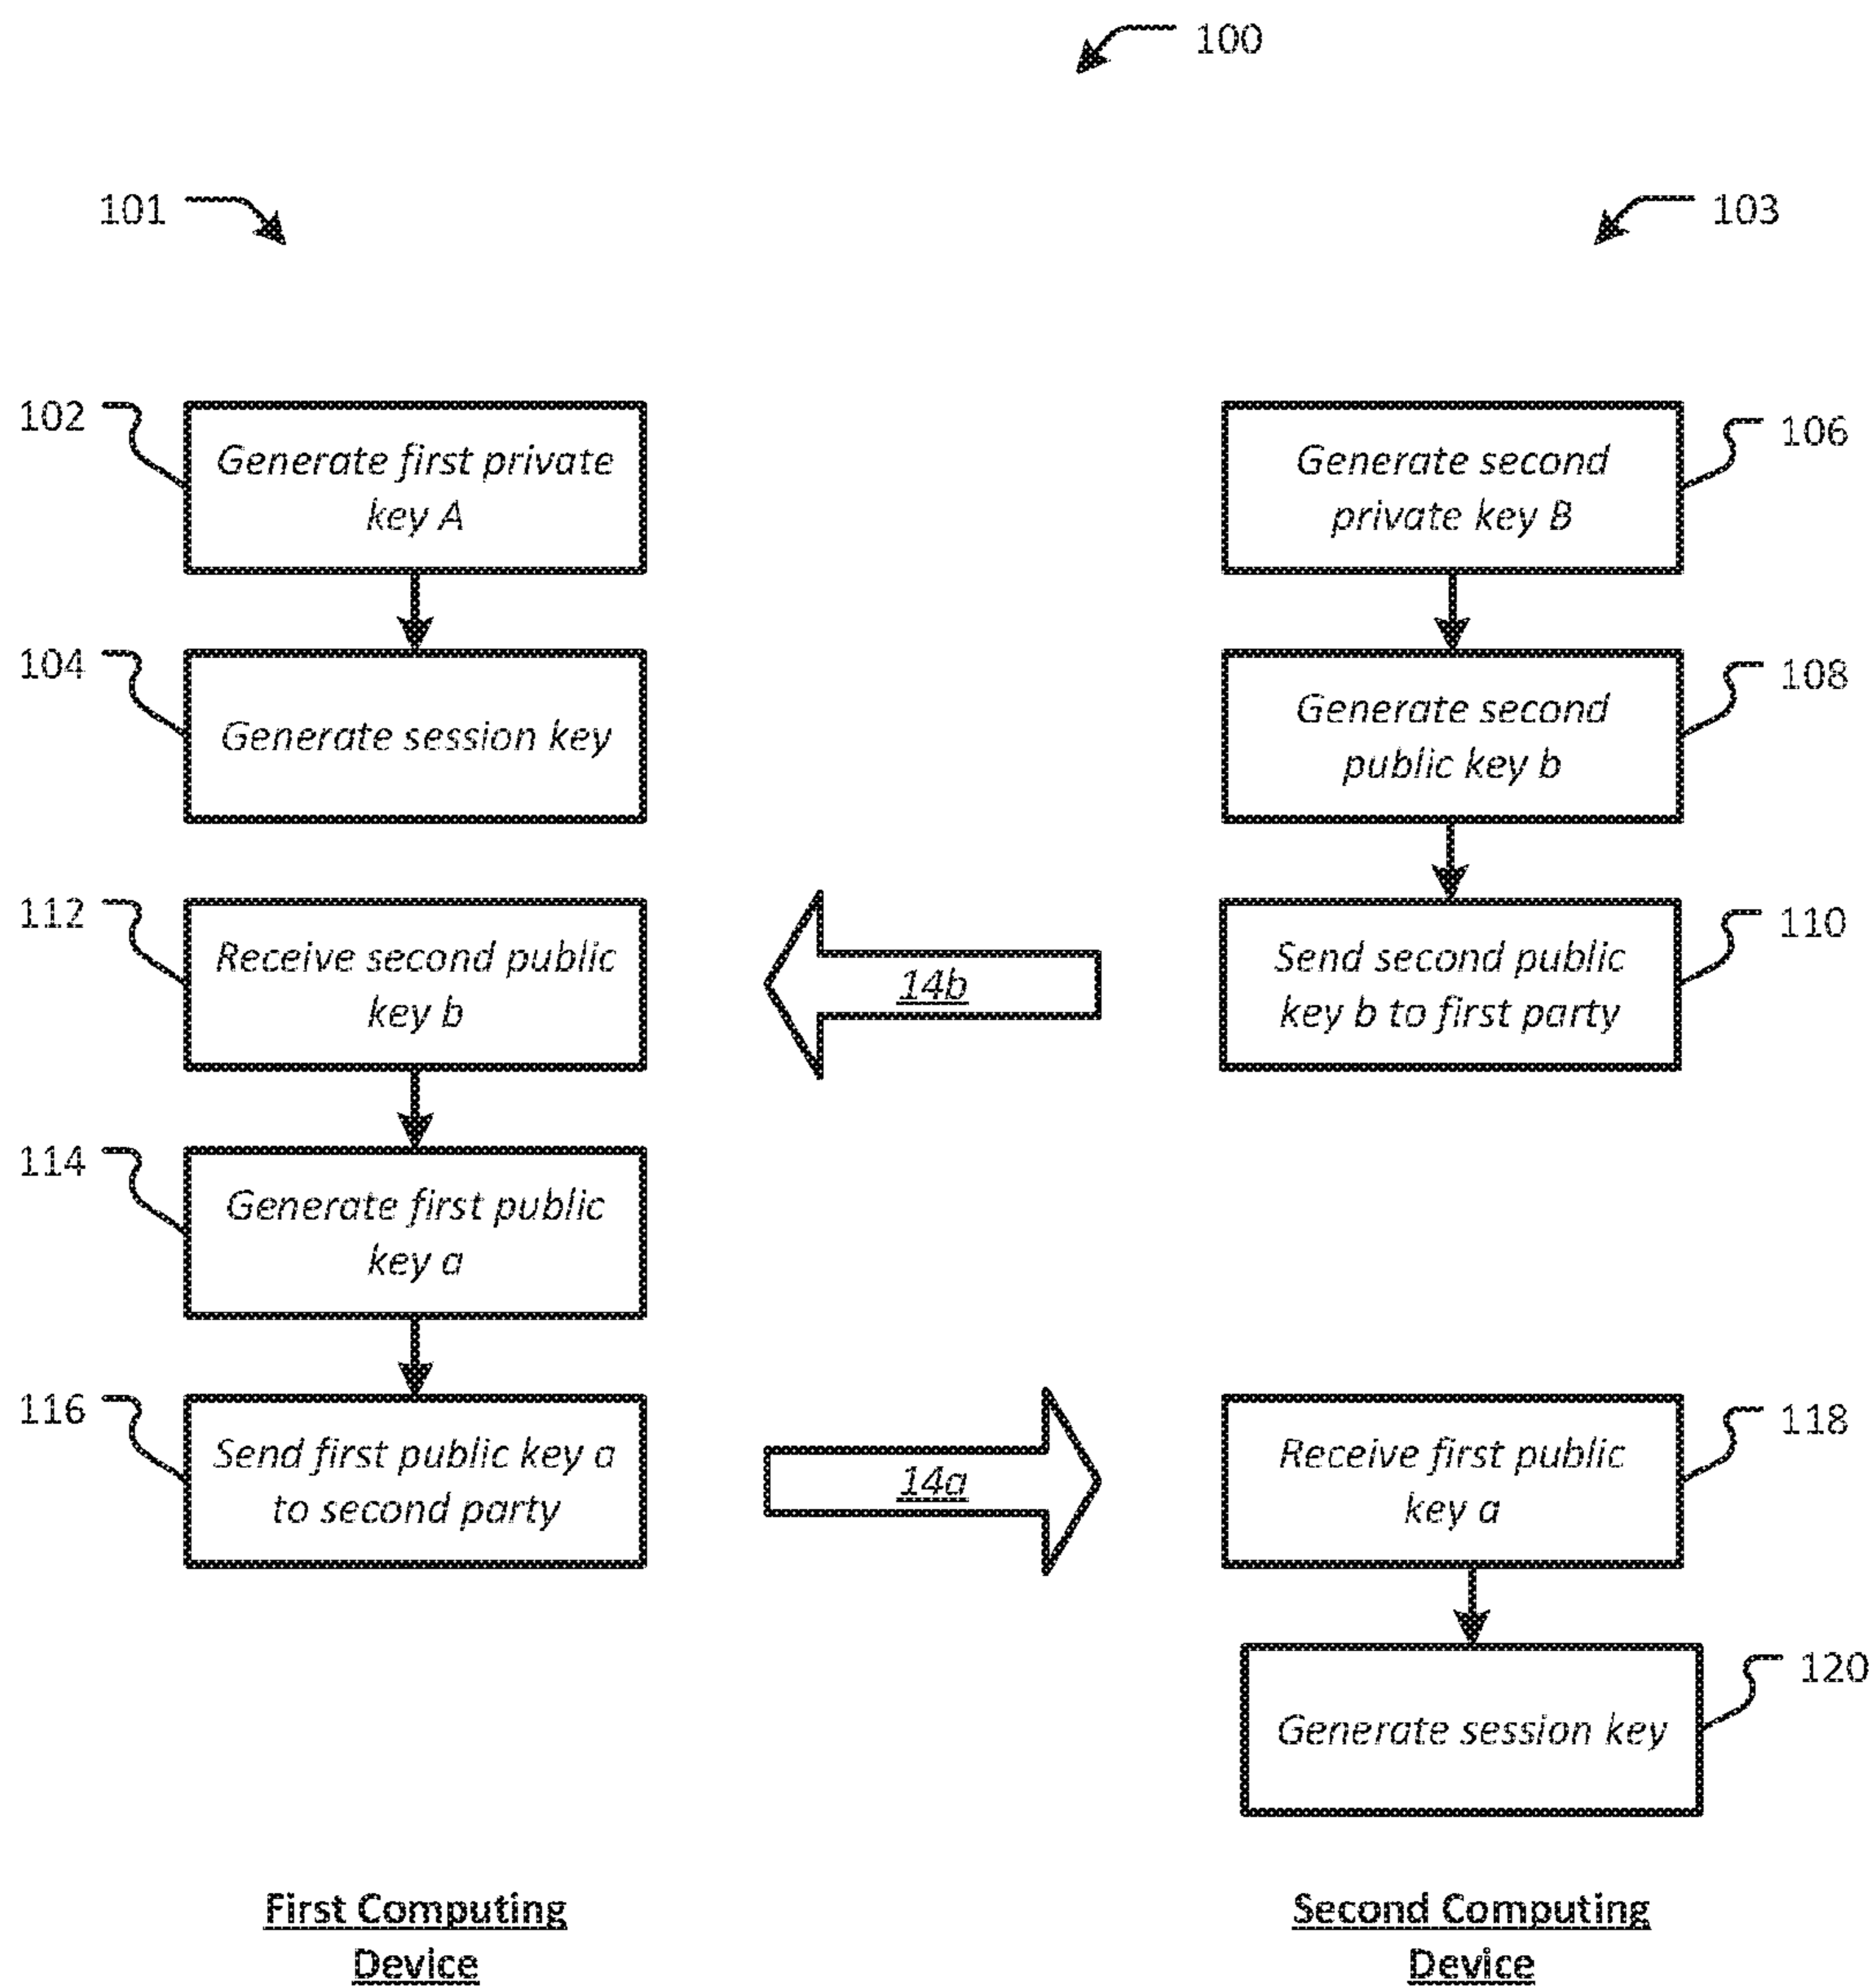 100
101
103
102
Generate first private
key A
106
Generate second
private key B
104
Generate session key
108
Generate second
public key b
112
Receive second public
key b
14b
110
Send second public
key b to first party
114
Generate first public
key a
116
Send first public key a
to second party
14a
118
Receive first public
key a
120
Generate session key
First Computing
Device
Second Computing
Device